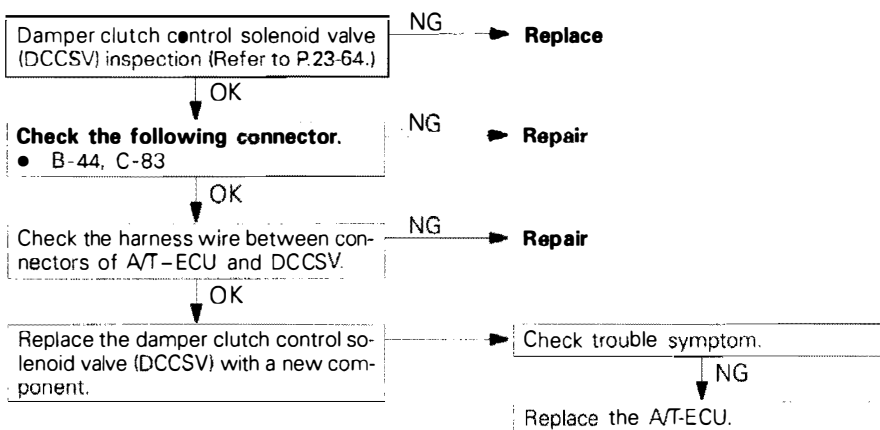 Damper clutch control solenoid valve
(DCCSV) inspection (Refer to P.23-64.)
NG
Replace
OK
Check the following connector.
● B-44, C-83
NG
Repair
OK
Check the harness wire between con-
nectors of A/T-ECU and DCCSV.
NG
Repair
OK
Replace the damper clutch control so-
lenoid valve (DCCSV) with a new com-
ponent.
Check trouble symptom.
NG
Replace the A/T-ECU.